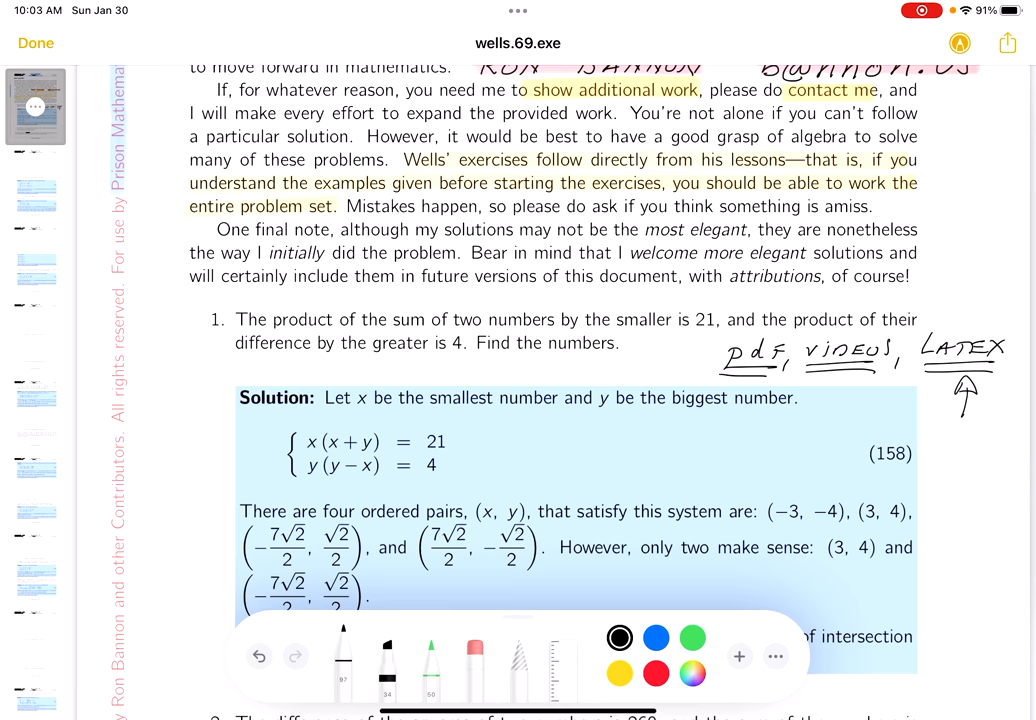 10:03 AM Sun Jan 30
91%
Done
wells.69.exe
to move forward in mathematics. RON BANNON b@nnon.us
If, for whatever reason, you need me to show additional work, please do contact me, and
I will make every effort to expand the provided work. You're not alone if you can't follow
a particular solution. However, it would be best to have a good grasp of algebra to solve
many of these problems. Wells' exercises follow directly from his lessons—that is, if you
understand the examples given before starting the exercises, you should be able to work the
entire problem set. Mistakes happen, so please do ask if you think something is amiss.
One final note, although my solutions may not be the most elegant, they are nonetheless
the way I initially did the problem. Bear in mind that I welcome more elegant solutions and
will certainly include them in future versions of this document, with attributions, of course!
1. The product of the sum of two numbers by the smaller is 21, and the product of their
difference by the greater is 4. Find the numbers.
pdf, VIDEOS, LATEX
Solution: Let x be the smallest number and y be the biggest number.
{ x (x + y) = 21
y (y − x) = 4
(158)
There are four ordered pairs, (x, y), that satisfy this system are: (−3, −4), (3, 4),
(−7√2/2, √2/2), and (7√2/2, −√2/2). However, only two make sense: (3, 4) and
(−7√2/2, √2/2).
of intersection
97
34
50
y Ron Bannon and other Contributors. All rights reserved. For use by Prison Mathema